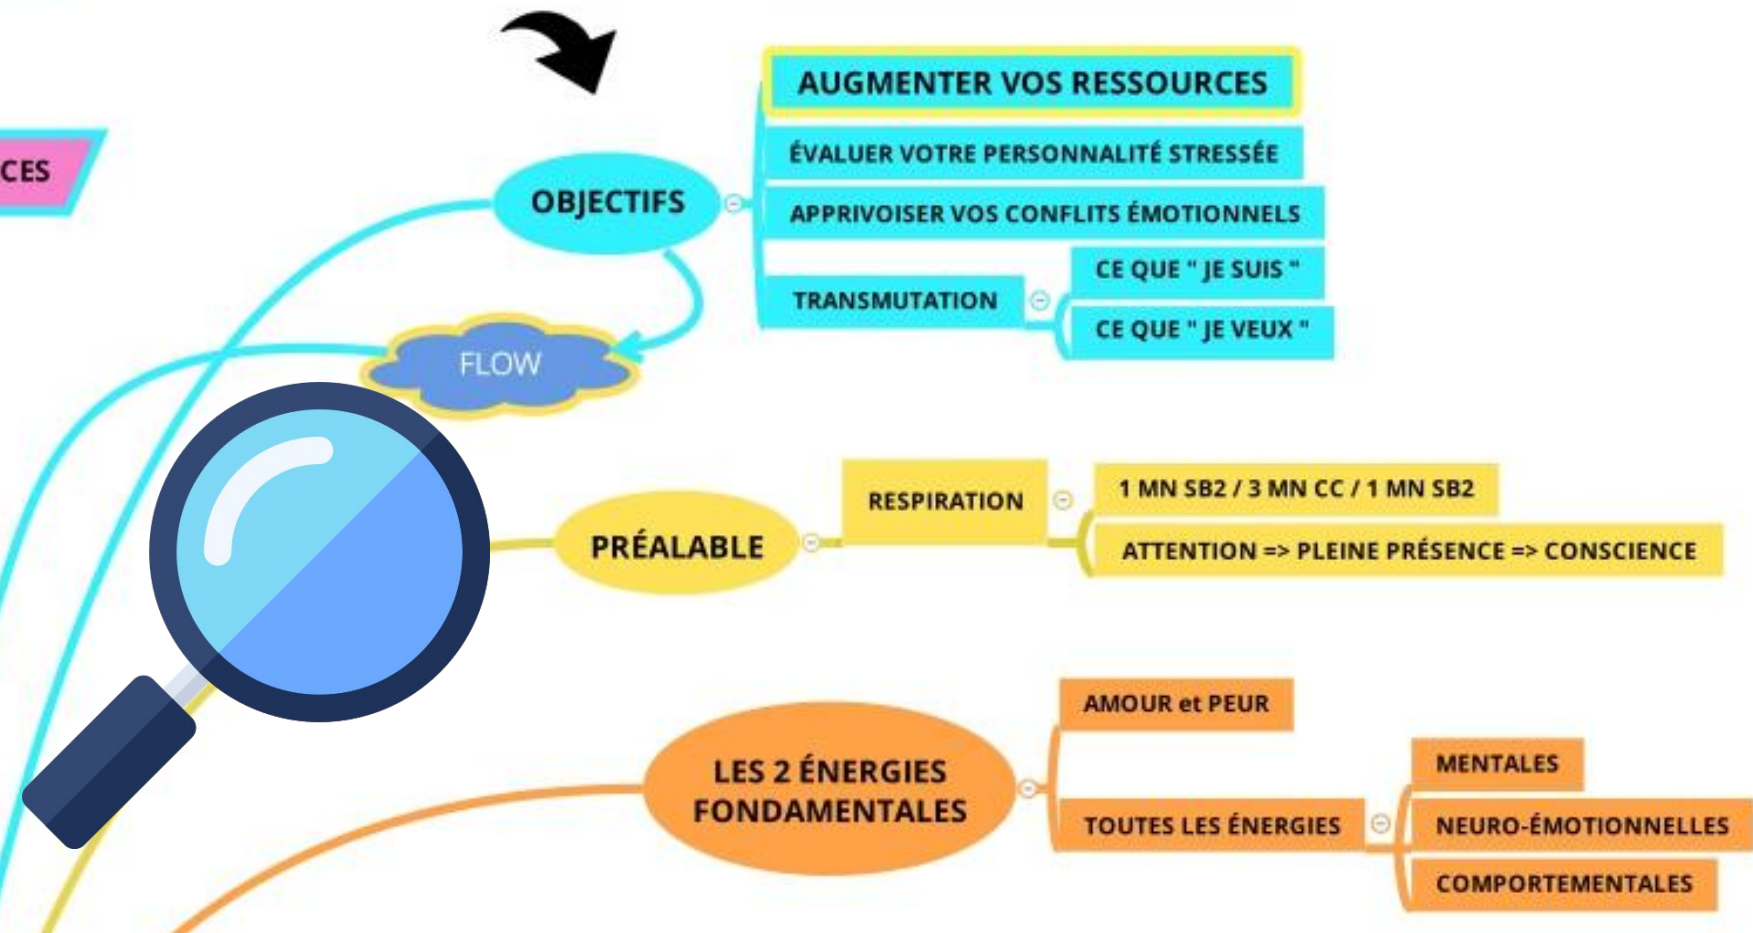 CES
OBJECTIFS
AUGMENTER VOS RESSOURCES
ÉVALUER VOTRE PERSONNALITÉ STRESSÉE
APPRIVOISER VOS CONFLITS ÉMOTIONNELS
TRANSMUTATION
CE QUE " JE SUIS "
CE QUE " JE VEUX "
FLOW
PRÉALABLE
RESPIRATION
1 MN SB2 / 3 MN CC / 1 MN SB2
ATTENTION => PLEINE PRÉSENCE => CONSCIENCE
LES 2 ÉNERGIES
FONDAMENTALES
AMOUR et PEUR
TOUTES LES ÉNERGIES
MENTALES
NEURO-ÉMOTIONNELLES
COMPORTEMENTALES